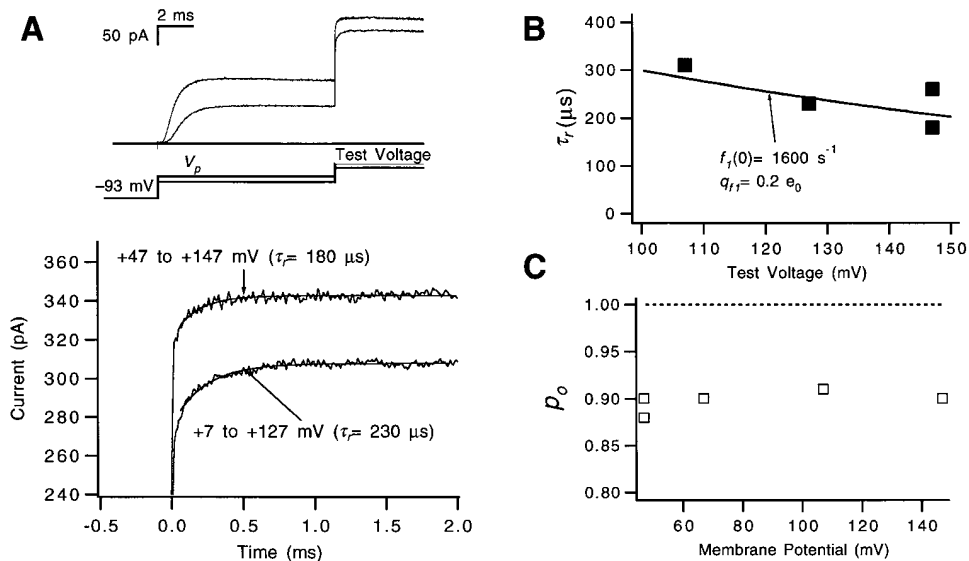 A
2 ms
50 pA
V_p
Test Voltage
−93 mV
360
340
320
300
280
260
240
Current (pA)
+47 to +147 mV (τ_r= 180 μs)
+7 to +127 mV (τ_r= 230 μs)
-0.5
0.0
0.5
1.0
1.5
2.0
Time (ms)
B
400
300
200
100
0
τ_r (μs)
f_1(0)= 1600 s⁻¹
q_f1= 0.2 e₀
100
110
120
130
140
150
Test Voltage (mV)
C
1.00
0.95
0.90
0.85
0.80
p_o
60
80
100
120
140
Membrane Potential (mV)